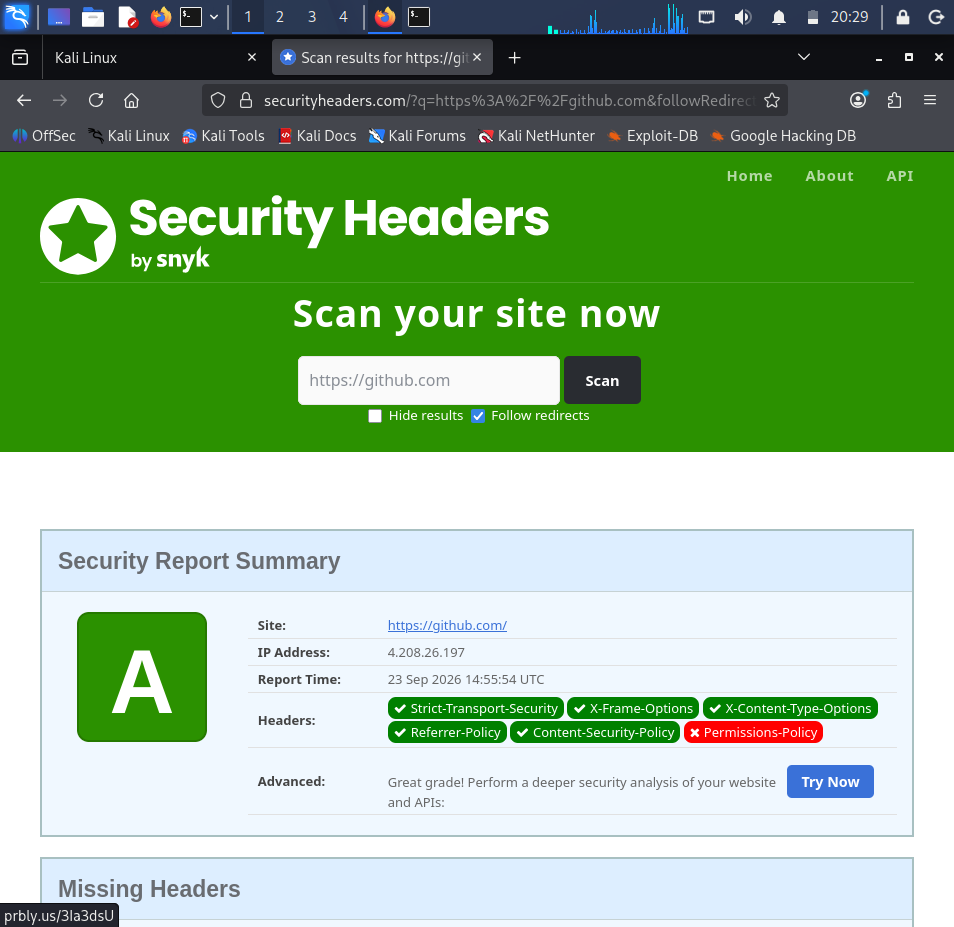 1 2 3 4 20:29
Kali Linux
Scan results for https://git
securityheaders.com/?q=https%3A%2F%2Fgithub.com&followRedirec
OffSec Kali Linux Kali Tools Kali Docs Kali Forums Kali NetHunter Exploit-DB Google Hacking DB
Home About API
Security Headers
by snyk
Scan your site now
https://github.com Scan
Hide results Follow redirects
Security Report Summary
A
Site: https://github.com/
IP Address: 4.208.26.197
Report Time: 23 Sep 2026 14:55:54 UTC
Headers: Strict-Transport-Security X-Frame-Options X-Content-Type-Options
Referrer-Policy Content-Security-Policy Permissions-Policy
Advanced: Great grade! Perform a deeper security analysis of your website
and APIs:
Try Now
Missing Headers
prbly.us/3Ia3dsU